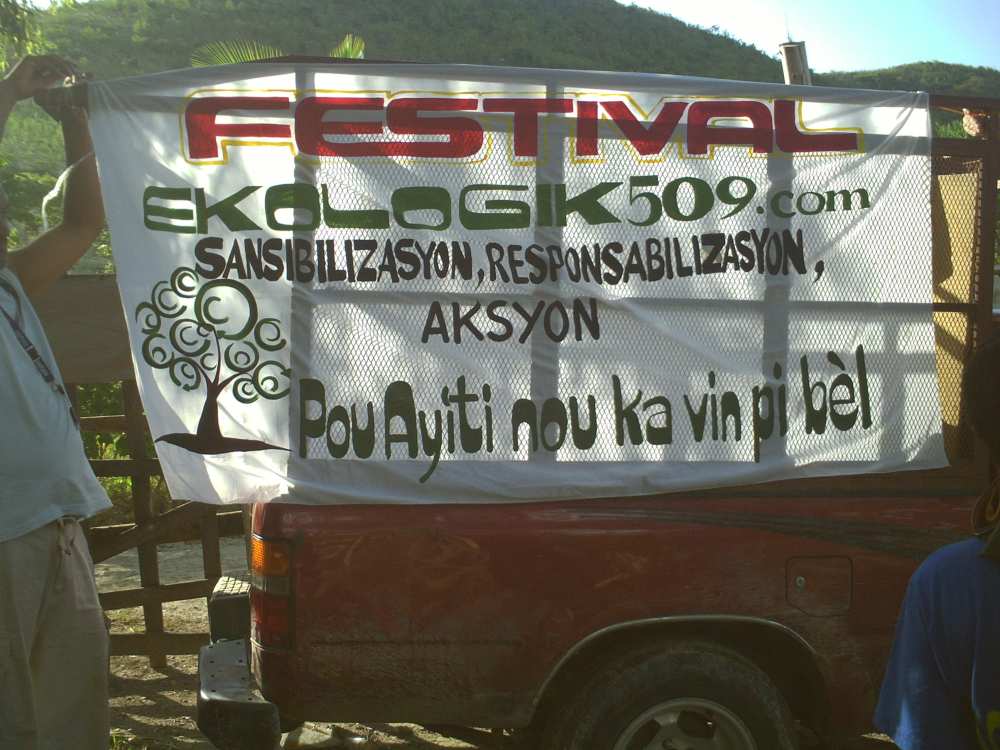 FESTIVAL
EKOLOGIK509.com
SANSIBILIZASYON, RESPONSABILIZASYON,
AKSYON
Pou Ayiti nou ka vin pi bèl